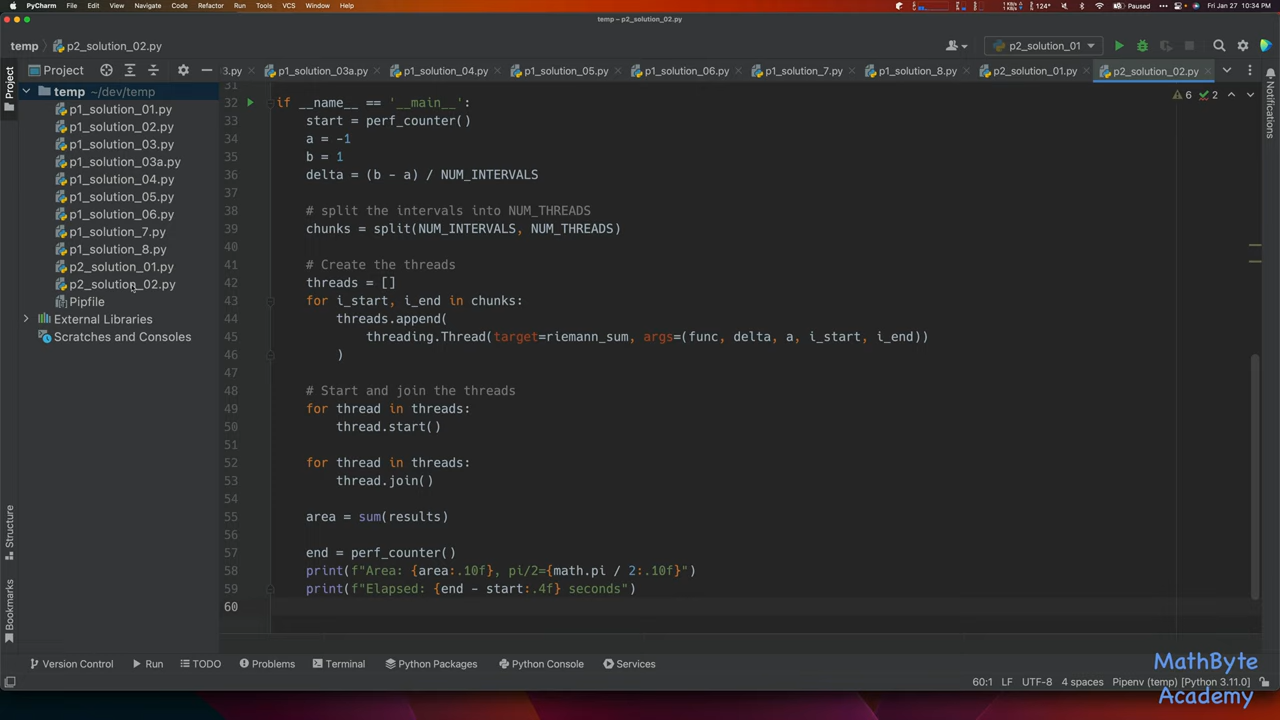 PyCharm File Edit View Navigate Code Refactor Run Tools VCS Window Help 124° Paused Fri Jan 27 10:34 PM
temp – p2_solution_02.py
temp p2_solution_02.py p2_solution_01
Project 3.py p1_solution_03a.py p1_solution_04.py p1_solution_05.py p1_solution_06.py p1_solution_7.py p1_solution_8.py p2_solution_01.py p2_solution_02.py
Project
Notifications
Structure
Bookmarks
temp ~/dev/temp
p1_solution_01.py
p1_solution_02.py
p1_solution_03.py
p1_solution_03a.py
p1_solution_04.py
p1_solution_05.py
p1_solution_06.py
p1_solution_7.py
p1_solution_8.py
p2_solution_01.py
p2_solution_02.py
Pipfile
External Libraries
Scratches and Consoles
6 2
31
32 if __name__ == '__main__':
33 start = perf_counter()
34 a = -1
35 b = 1
36 delta = (b - a) / NUM_INTERVALS
37
38 # split the intervals into NUM_THREADS
39 chunks = split(NUM_INTERVALS, NUM_THREADS)
40
41 # Create the threads
42 threads = []
43 for i_start, i_end in chunks:
44 threads.append(
45 threading.Thread(target=riemann_sum, args=(func, delta, a, i_start, i_end))
46 )
47
48 # Start and join the threads
49 for thread in threads:
50 thread.start()
51
52 for thread in threads:
53 thread.join()
54
55 area = sum(results)
56
57 end = perf_counter()
58 print(f"Area: {area:.10f}, pi/2={math.pi / 2:.10f}")
59 print(f"Elapsed: {end - start:.4f} seconds")
60
Version Control Run TODO Problems Terminal Python Packages Python Console Services
60:1 LF UTF-8 4 spaces Pipenv (temp) [Python 3.11.0]
MathByte
Academy